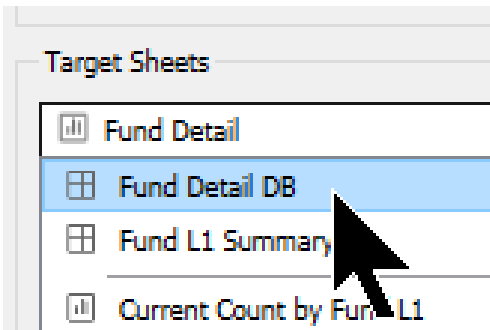 Target Sheets
Fund Detail
Fund Detail DB
Fund L1 Summary
Current Count by Fund L1